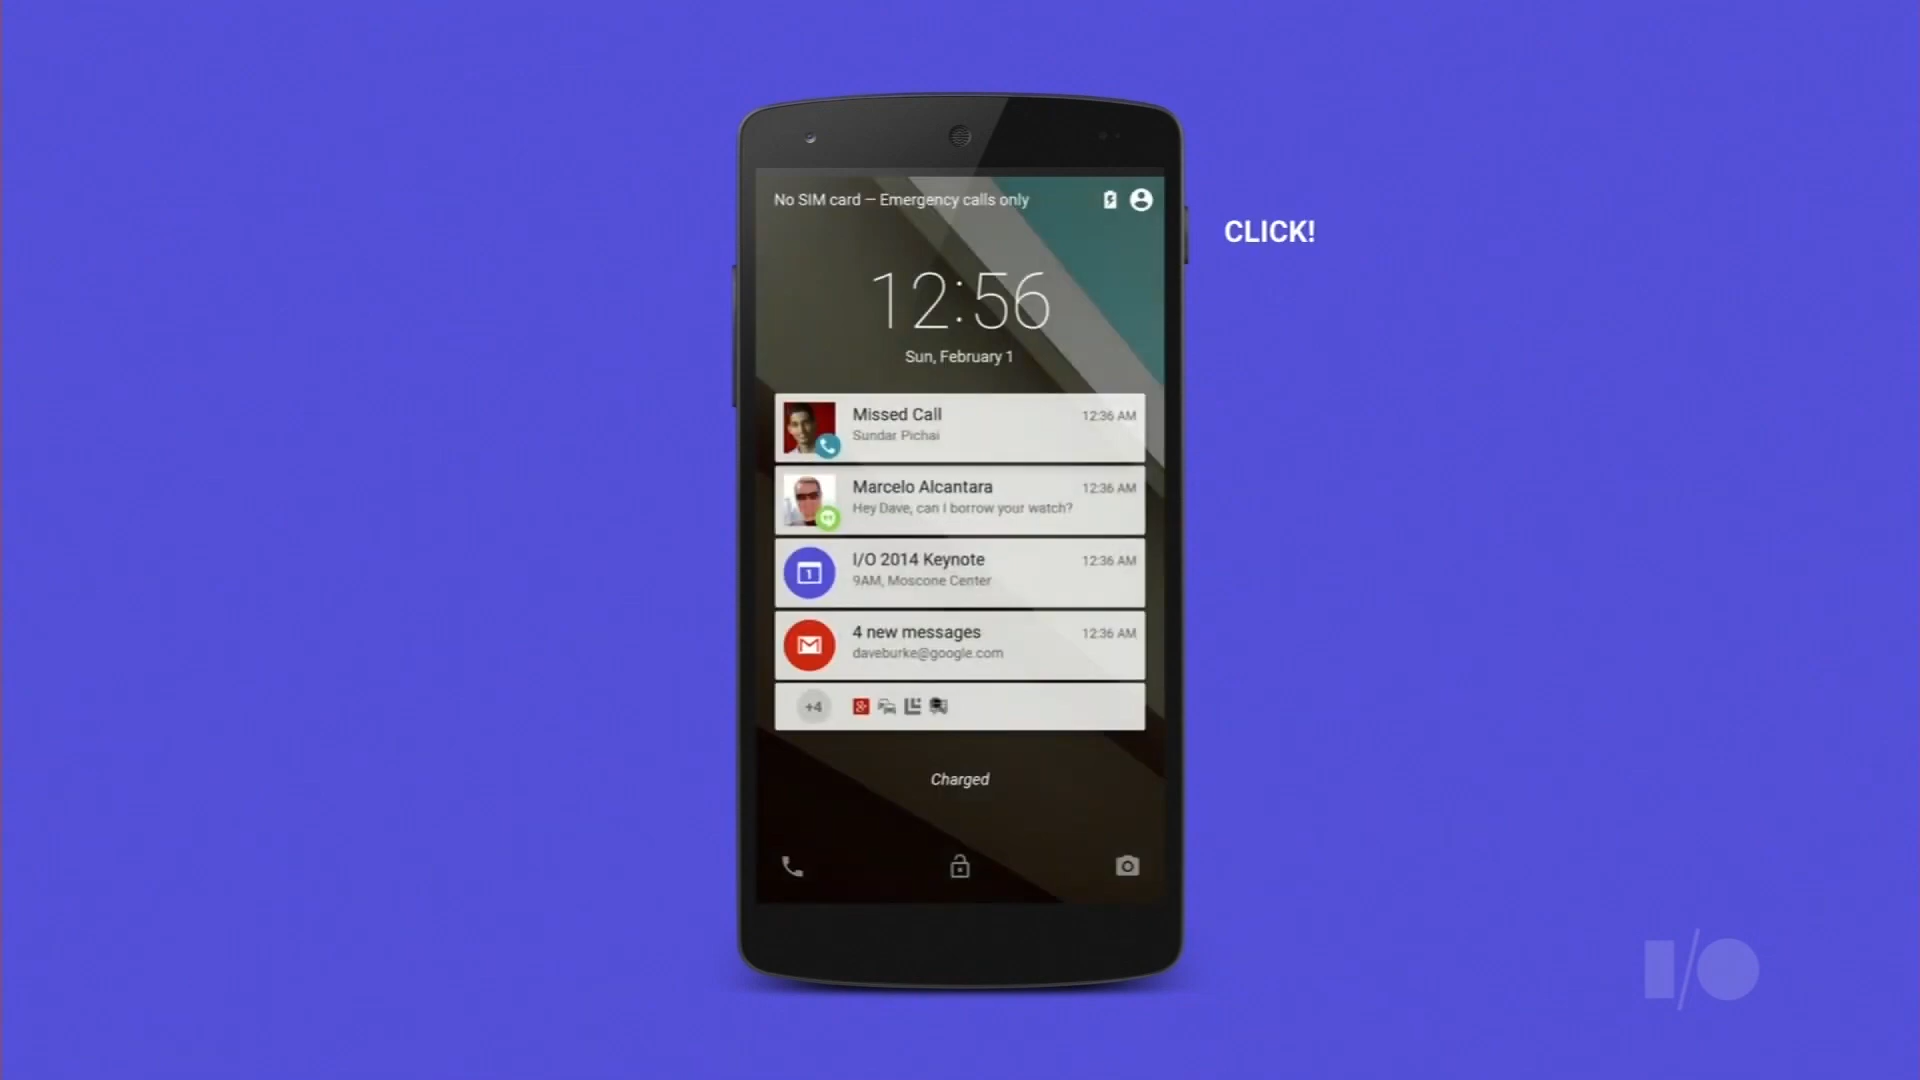 No SIM card — Emergency calls only
CLICK!
12:56
Sun, February 1
Missed Call
12:36 AM
Sundar Pichai
Marcelo Alcantara
12:36 AM
Hey Dave, can I borrow your watch?
1
I/O 2014 Keynote
12:36 AM
9AM, Moscone Center
4 new messages
12:36 AM
daveburke@google.com
+4
Charged
I/O